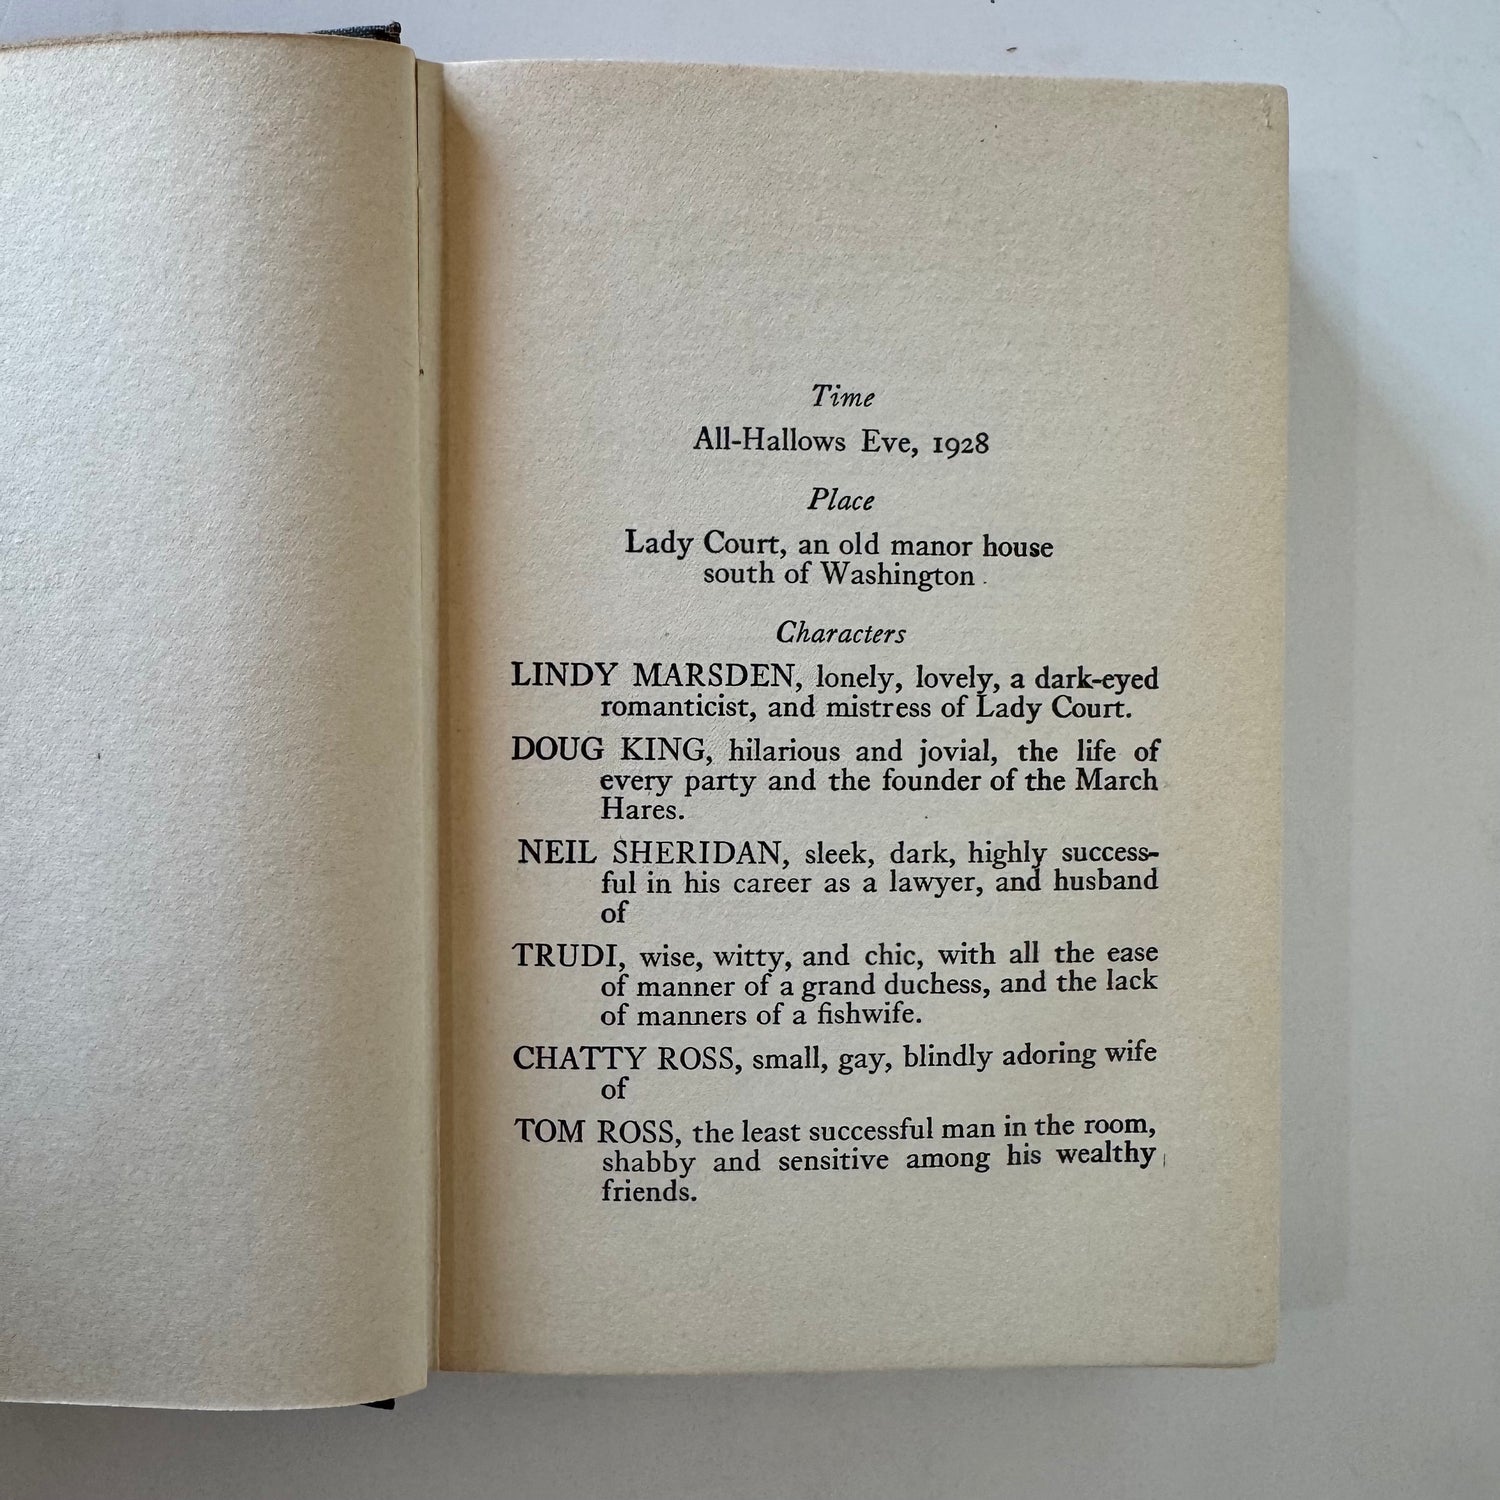 Time
All-Hallows Eve, 1928
Place
Lady Court, an old manor house
south of Washington
Characters
LINDY MARSDEN, lonely, lovely, a dark-eyed
romanticist, and mistress of Lady Court.
DOUG KING, hilarious and jovial, the life of
every party and the founder of the March
Hares.
NEIL SHERIDAN, sleek, dark, highly success-
ful in his career as a lawyer, and husband
of
TRUDI, wise, witty, and chic, with all the ease
of manner of a grand duchess, and the lack
of manners of a fishwife.
CHATTY ROSS, small, gay, blindly adoring wife
of
TOM ROSS, the least successful man in the room,
shabby and sensitive among his wealthy
friends.